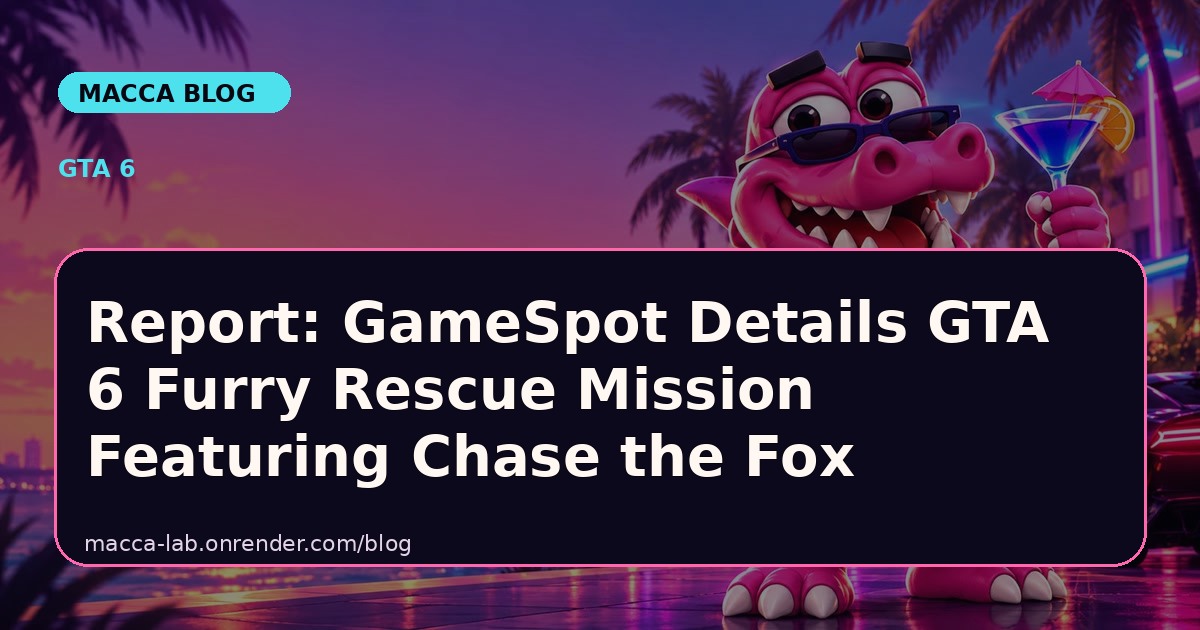 MACCA BLOG
GTA 6
Report: GameSpot Details GTA
6 Furry Rescue Mission
Featuring Chase the Fox
macca-lab.onrender.com/blog